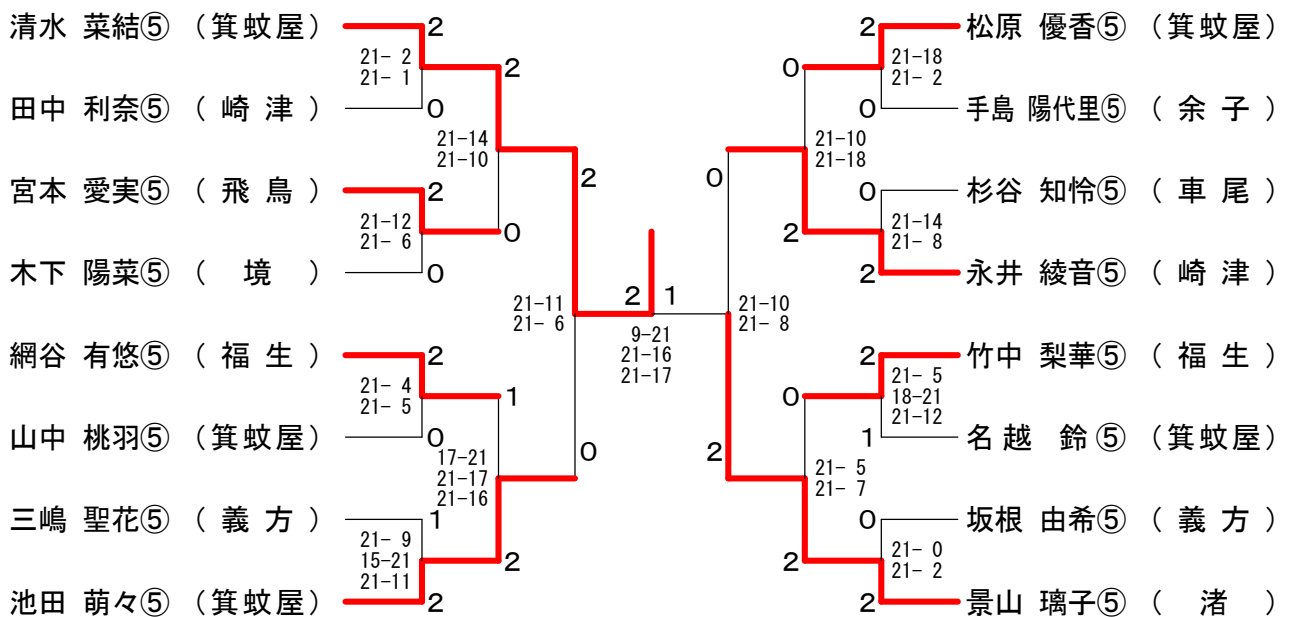 清水 菜結⑤ （箕蚊屋） 2 2 松原 優香⑤ （箕蚊屋）
21- 2 2 0 21-18
21- 1 21- 2
田中 利奈⑤ （ 崎 津 ） 0 0 手島 陽代里⑤ （ 余 子 ）
21-14 21-10
21-10 21-18
宮本 愛実⑤ （ 飛 鳥 ） 2 2 0 0 杉谷 知怜⑤ （ 車 尾 ）
21-12 0 2 21-14
21- 6 21- 8
木下 陽菜⑤ （ 境 ） 0 2 永井 綾音⑤ （ 崎 津 ）
21-11 2 1 21-10
21- 6 21- 8
9-21
21-16
21-17
網谷 有悠⑤ （ 福 生 ） 2 2 竹中 梨華⑤ （ 福 生 ）
21- 4 1 0 21- 5
21- 5 18-21
21-12
山中 桃羽⑤ （箕蚊屋） 0 0 2 1 名越 鈴⑤ （箕蚊屋）
17-21 21- 5
21-17 21- 7
21-16
三嶋 聖花⑤ （ 義 方 ） 1 0 坂根 由希⑤ （ 義 方 ）
21- 9 2 2 21- 0
15-21 21- 2
21-11
池田 萌々⑤ （箕蚊屋） 2 2 景山 璃子⑤ （ 渚 ）